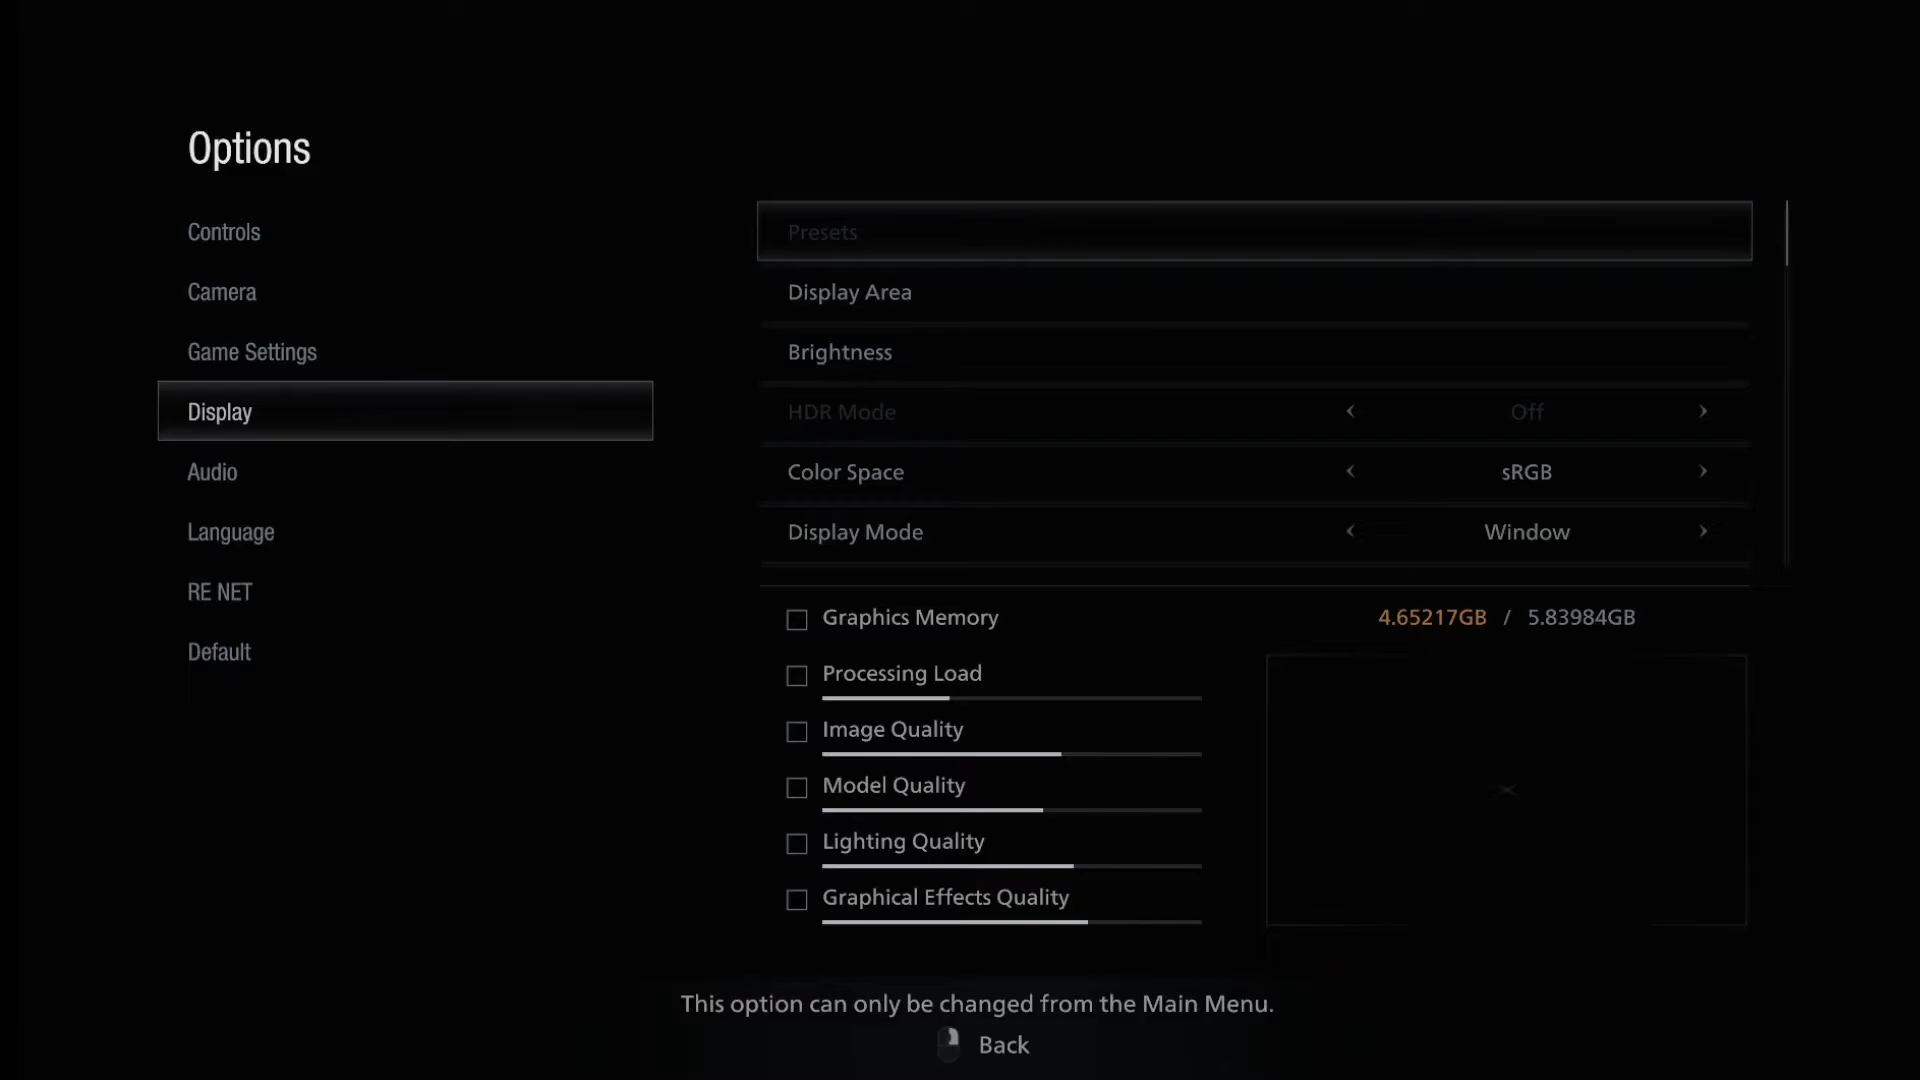 Options
Controls
Camera
Game Settings
Display
Audio
Language
RE NET
Default
Presets
Display Area
Brightness
HDR Mode < Off >
Color Space < sRGB >
Display Mode < Window >
Graphics Memory 4.65217GB / 5.83984GB
Processing Load
Image Quality
Model Quality
Lighting Quality
Graphical Effects Quality
This option can only be changed from the Main Menu.
Back